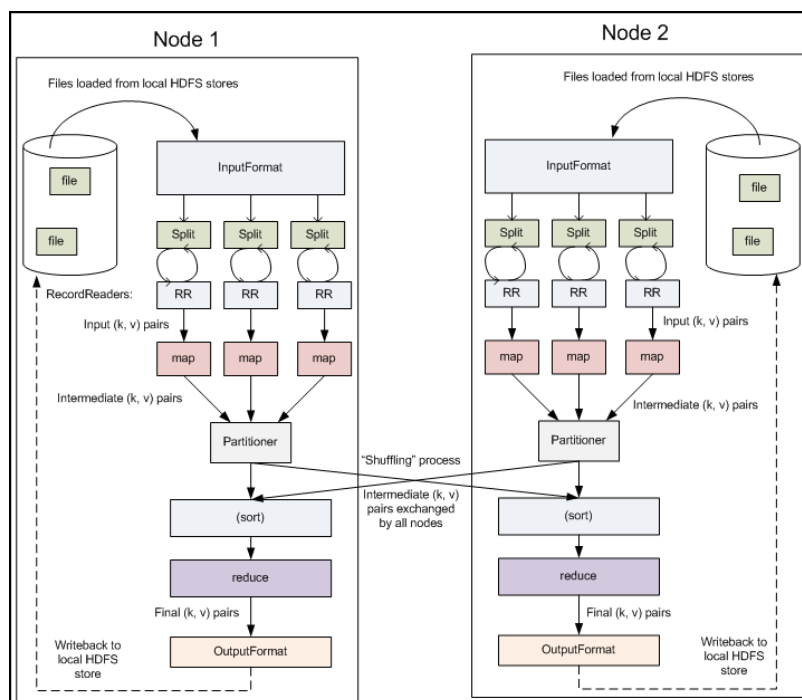 Node 1
Files loaded from local HDFS stores
file
file
InputFormat
Split
Split
Split
RecordReaders:
RR
RR
RR
Input (k, v) pairs
map
map
map
Intermediate (k, v) pairs
Partitioner
"Shuffling" process
Intermediate (k, v)
pairs exchanged
by all nodes
(sort)
reduce
Final (k, v) pairs
Writeback to
local HDFS
store
OutputFormat
Node 2
Files loaded from local HDFS stores
InputFormat
file
file
Split
Split
Split
RR
RR
RR
Input (k, v) pairs
map
map
map
Intermediate (k, v) pairs
Partitioner
(sort)
reduce
Final (k, v) pairs
OutputFormat
Writeback to
local HDFS
store